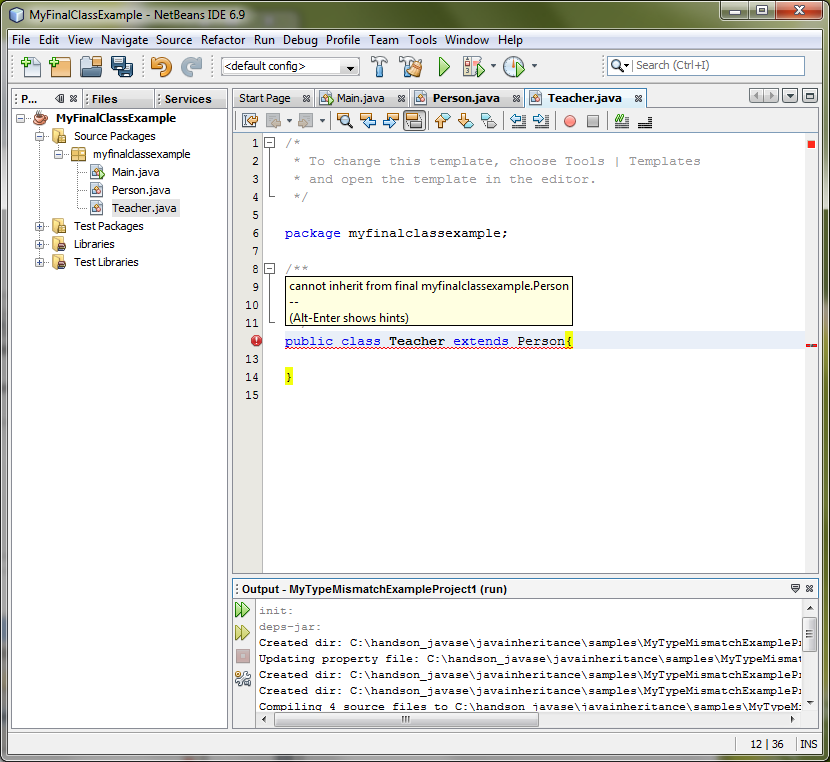 MyFinalClassExample - NetBeans IDE 6.9
File Edit View Navigate Source Refactor Run Debug Profile Team Tools Window Help
<default config>
Search (Ctrl+I)
P...
Files
Services
MyFinalClassExample
Source Packages
myfinalclassexample
Main.java
Person.java
Teacher.java
Test Packages
Libraries
Test Libraries
Start Page
Main.java
Person.java
Teacher.java
1 /*
2 * To change this template, choose Tools | Templates
3 * and open the template in the editor.
4 */
5
6 package myfinalclassexample;
7
8 /**
9
cannot inherit from final myfinalclassexample.Person
10
--
11
(Alt-Enter shows hints)
public class Teacher extends Person{
13
14 }
15
Output - MyTypeMismatchExampleProject1 (run)
init:
deps-jar:
Created dir: C:\handson_javase\javainheritance\samples\MyTypeMismatchExampleP
Updating property file: C:\handson_javase\javainheritance\samples\MyTypeMismat
Created dir: C:\handson_javase\javainheritance\samples\MyTypeMismatchExampleP
Created dir: C:\handson_javase\javainheritance\samples\MyTypeMismatchExampleP
Compiling 4 source files to C:\handson_javase\javainheritance\samples\MyTypeM
12 | 36 INS